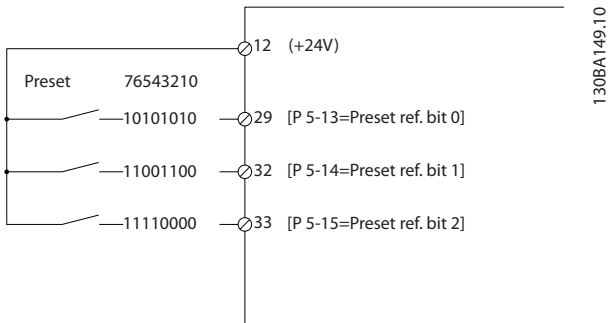 12 (+24V)
Preset 76543210
10101010 29 [P 5-13=Preset ref. bit 0]
11001100 32 [P 5-14=Preset ref. bit 1]
11110000 33 [P 5-15=Preset ref. bit 2]
130BA149.10